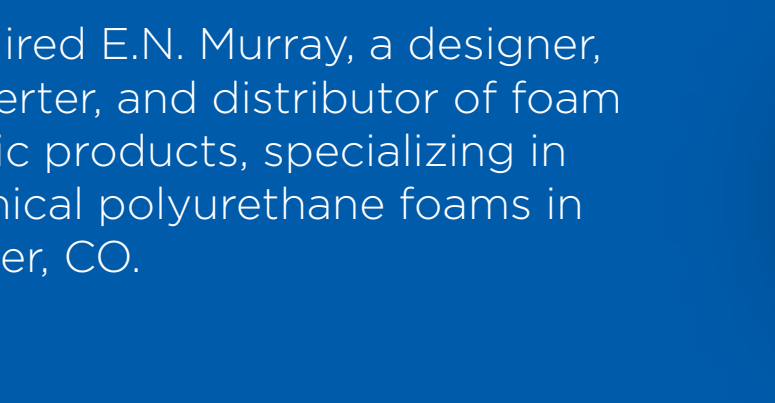 ired E.N. Murray, a designer,
erter, and distributor of foam
ic products, specializing in
nical polyurethane foams in
er, CO.